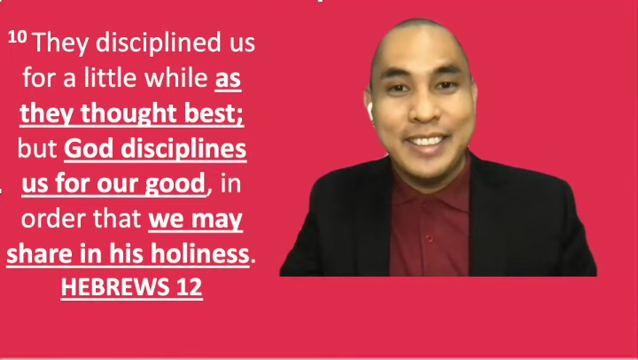 10 They disciplined us
for a little while as
they thought best;
but God disciplines
us for our good, in
order that we may
share in his holiness.
HEBREWS 12